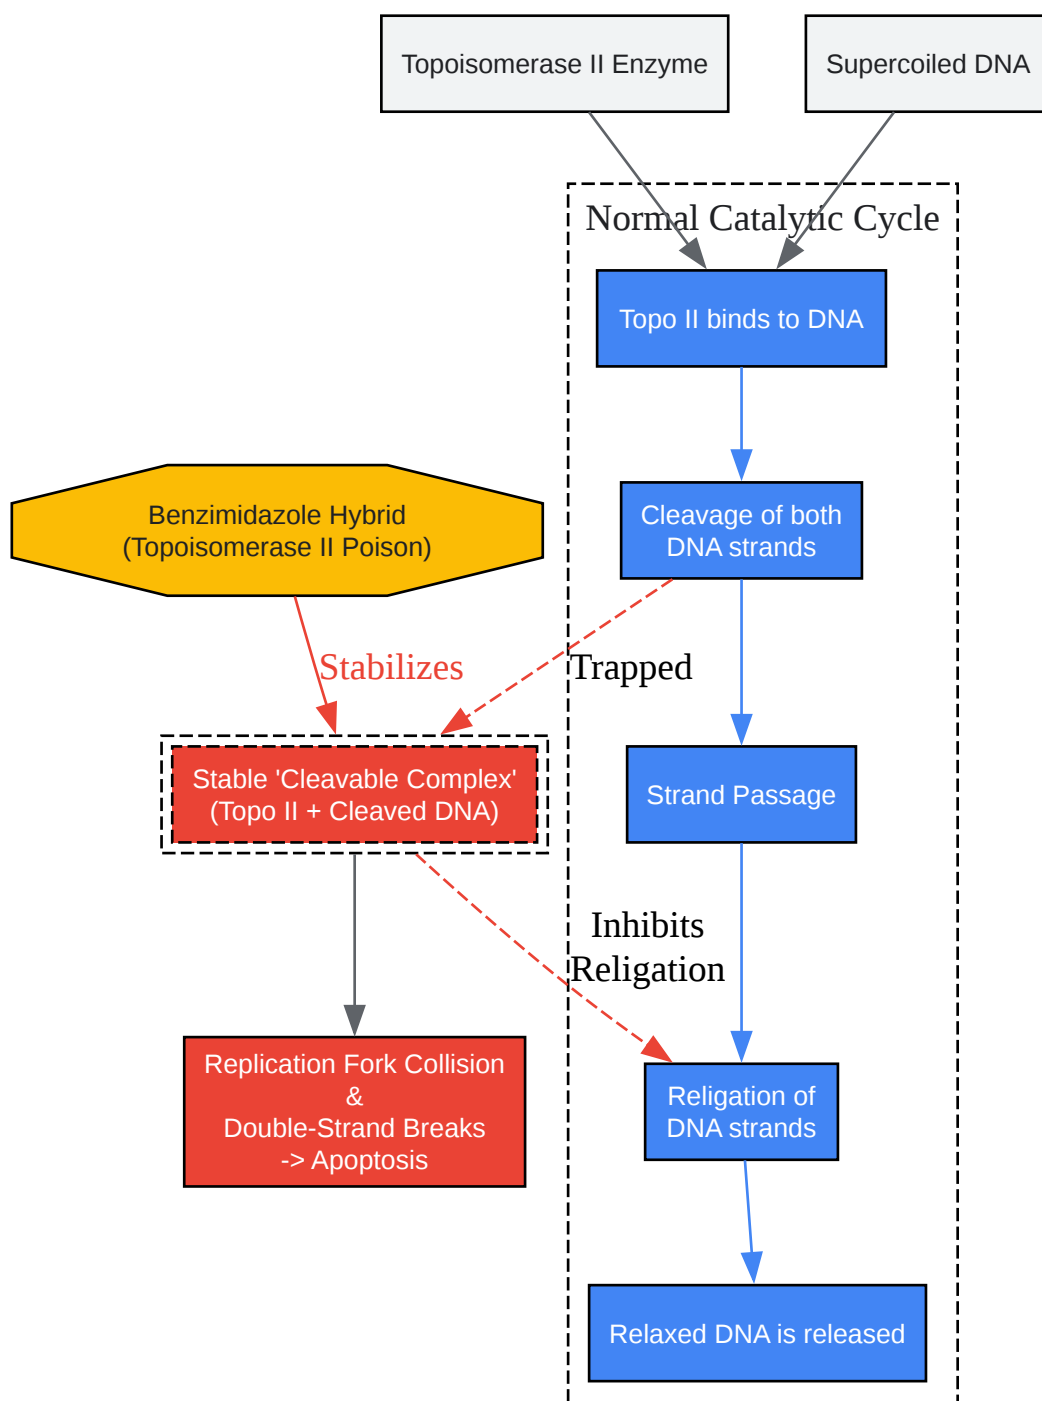 Topoisomerase II Enzyme
Supercoiled DNA
Normal Catalytic Cycle
Topo II binds to DNA
Cleavage of both
DNA strands
Benzimidazole Hybrid
(Topoisomerase II Poison)
Stabilizes
Trapped
Stable 'Cleavable Complex'
(Topo II + Cleaved DNA)
Strand Passage
Inhibits
Religation
Replication Fork Collision
&
Double-Strand Breaks
-> Apoptosis
Religation of
DNA strands
Relaxed DNA is released